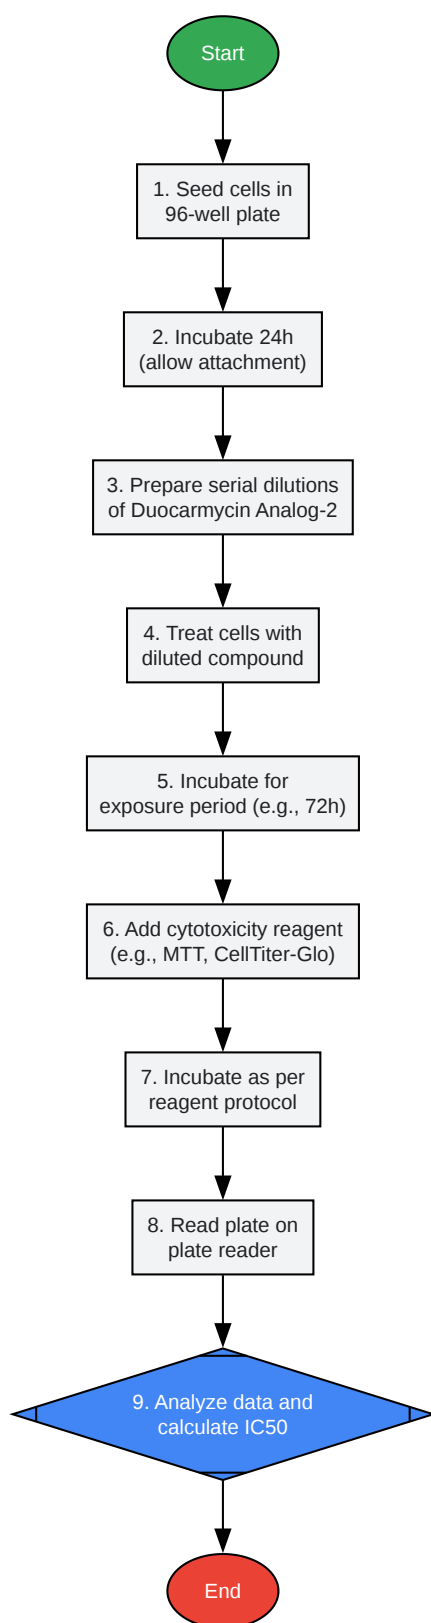 Start
1. Seed cells in
96-well plate
2. Incubate 24h
(allow attachment)
3. Prepare serial dilutions
of Duocarmycin Analog-2
4. Treat cells with
diluted compound
5. Incubate for
exposure period (e.g., 72h)
6. Add cytotoxicity reagent
(e.g., MTT, CellTiter-Glo)
7. Incubate as per
reagent protocol
8. Read plate on
plate reader
9. Analyze data and
calculate IC50
End